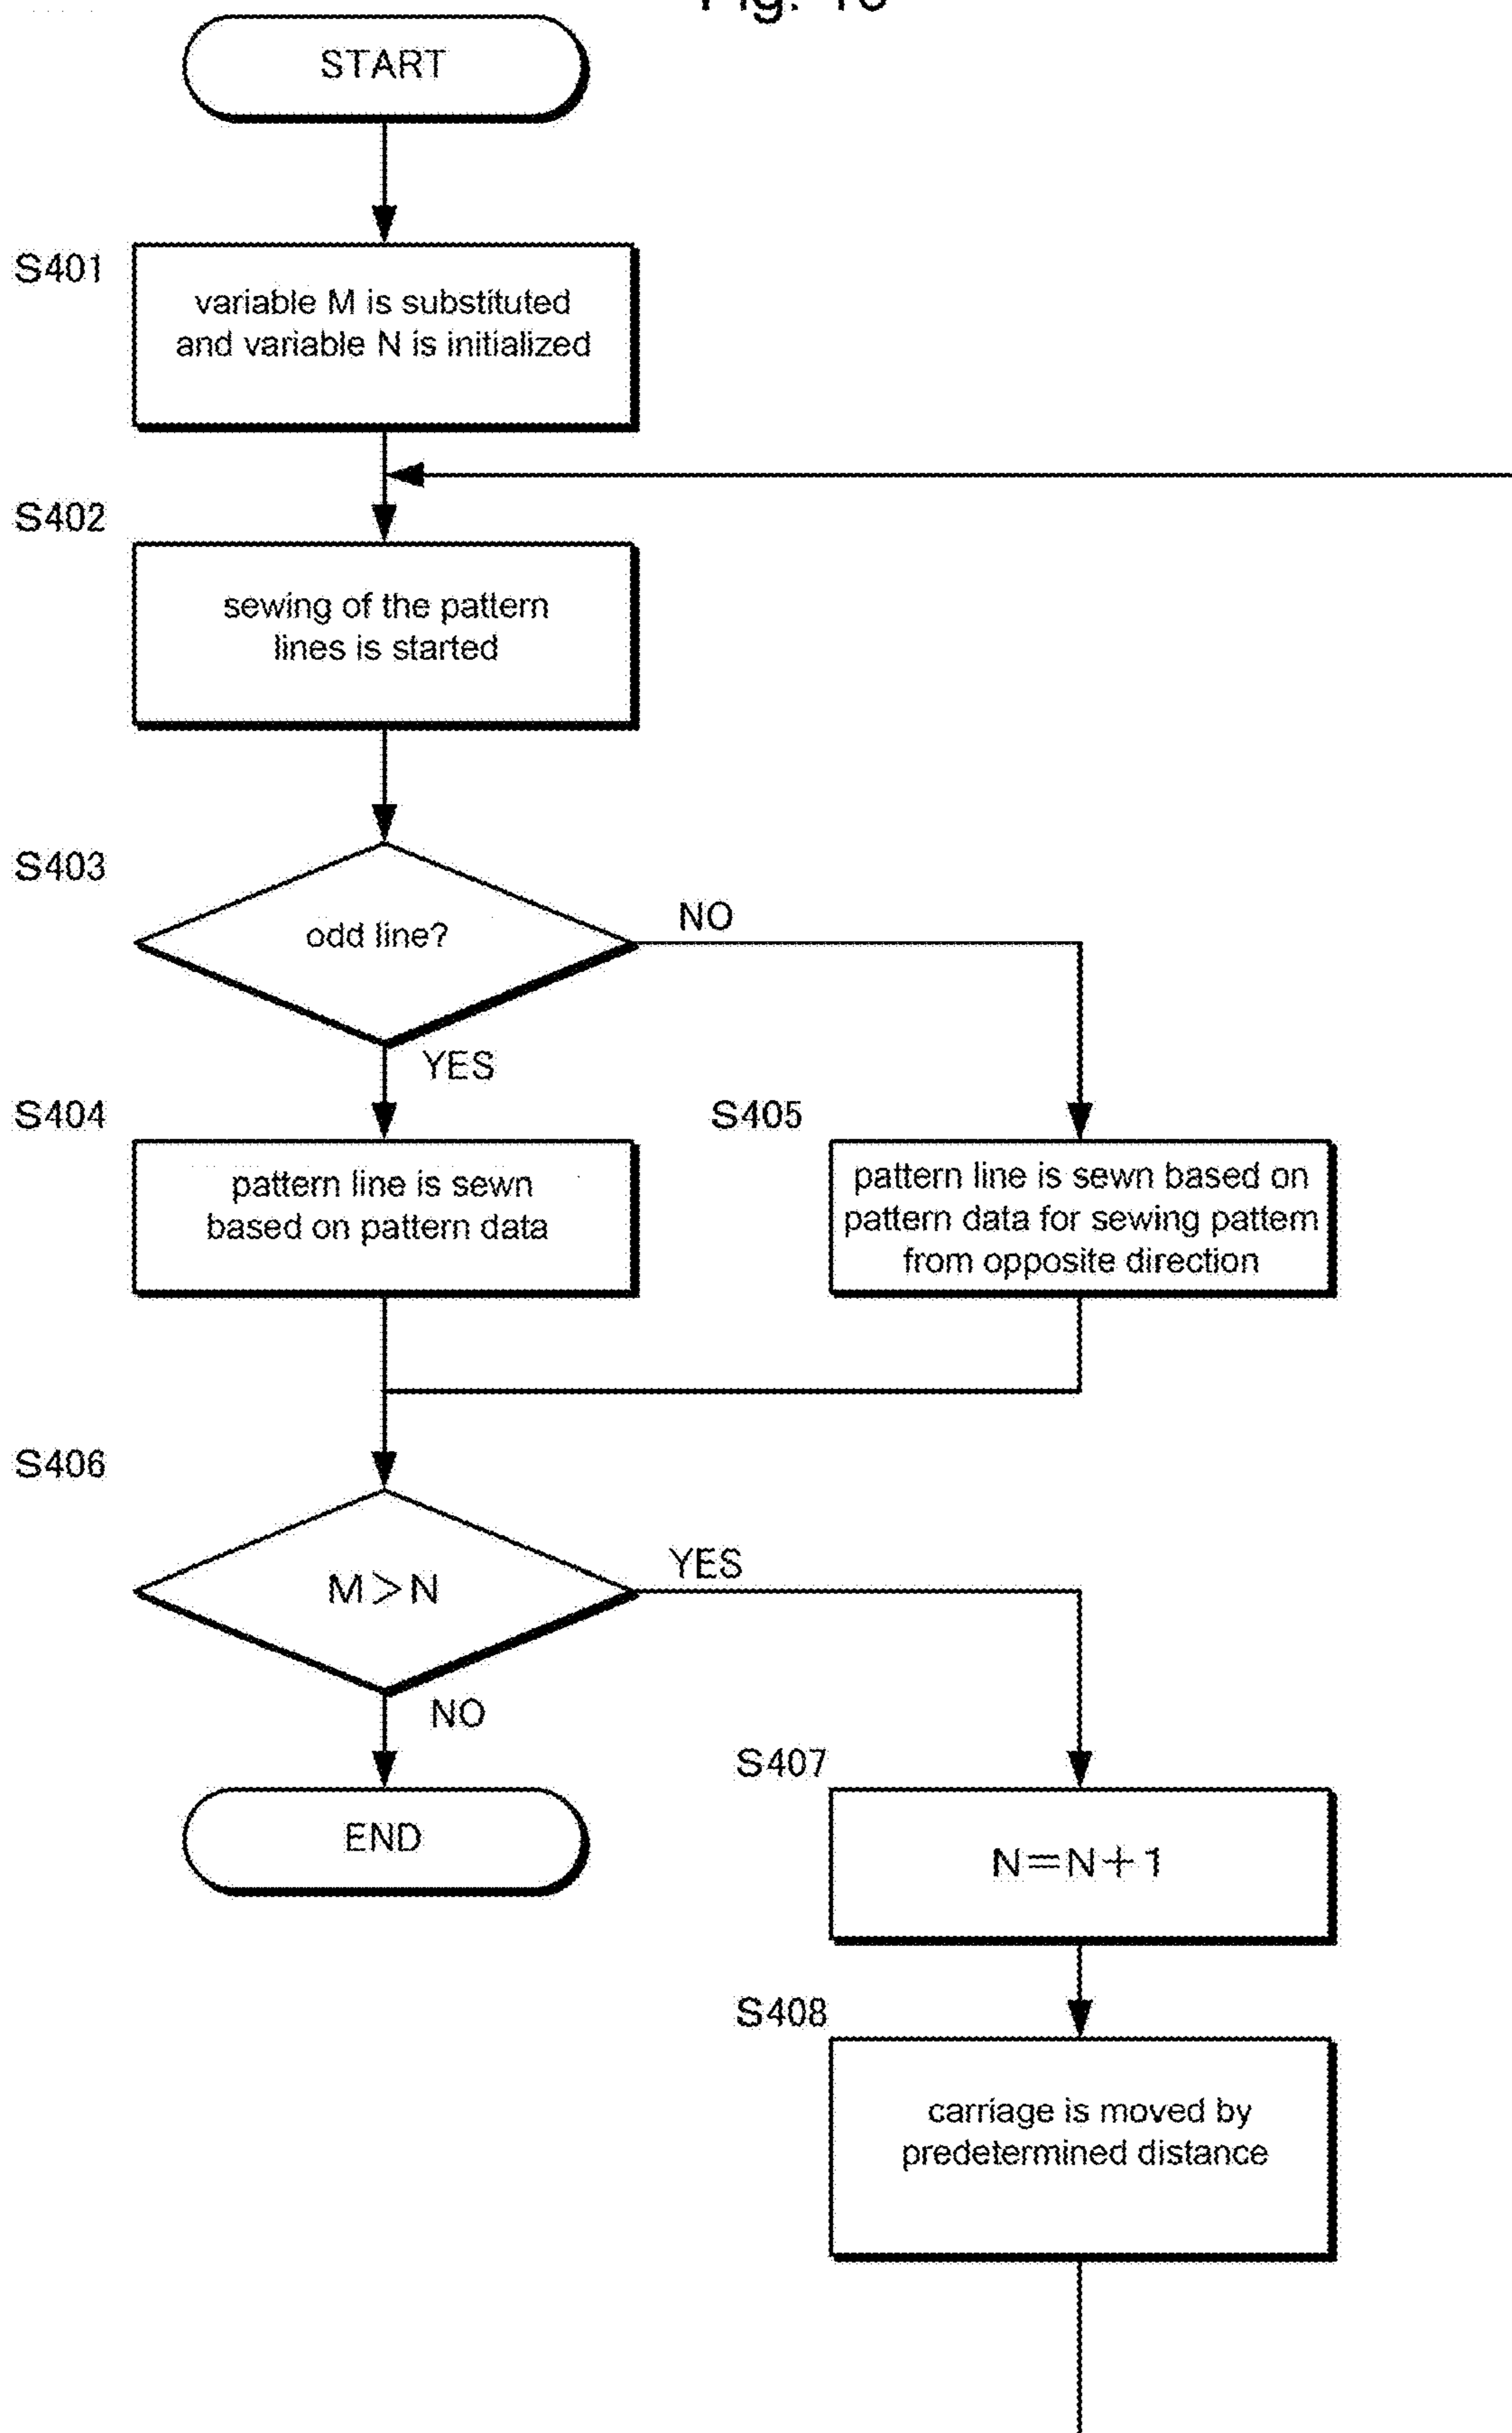 START
S401
variable M is substituted
and variable N is initialized
S402
sewing of the pattern
lines is started
S403
odd line?
NO
YES
S404
pattern line is sewn
based on pattern data
S405
pattern line is sewn based on
pattern data for sewing pattern
from opposite direction
S406
M>N
YES
NO
END
S407
N=N+1
S408
carriage is moved by
predetermined distance